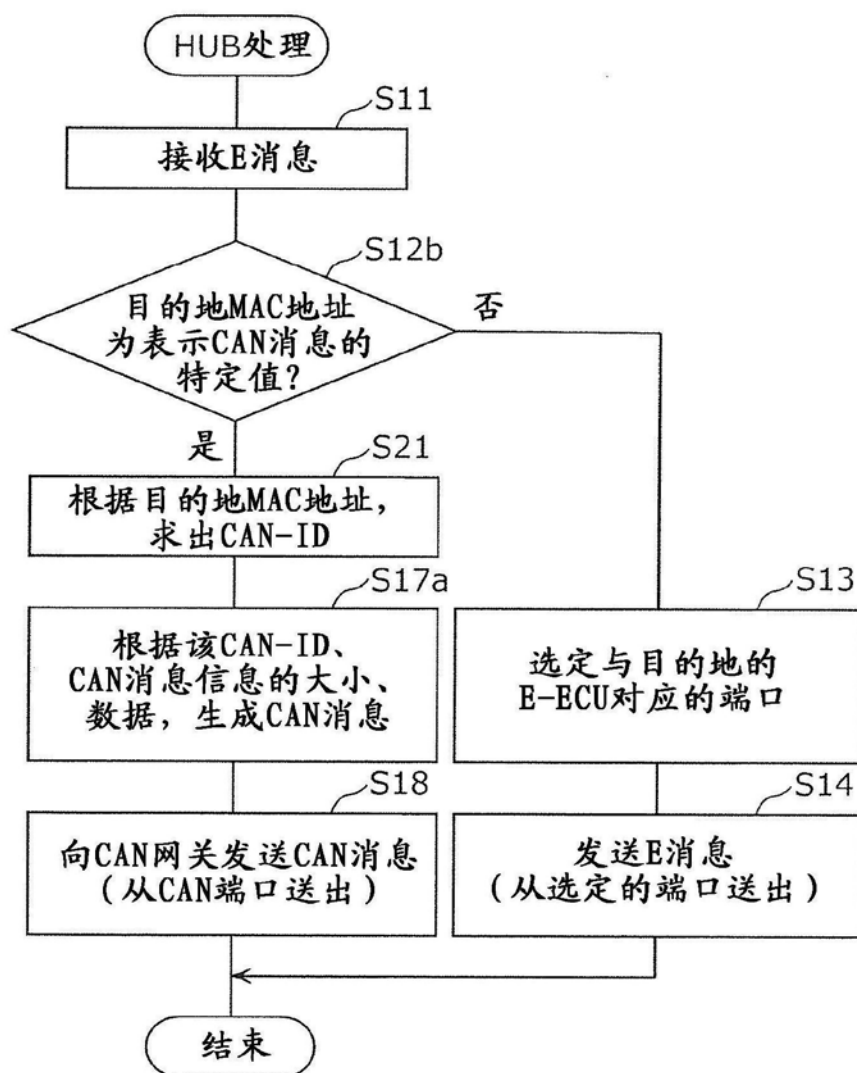 HUB处理
S11
接收E消息
S12b
目的地MAC地址
为表示CAN消息的
特定值？
否
是
S21
根据目的地MAC地址，
求出CAN-ID
S17a
根据该CAN-ID、
CAN消息信息的大小、
数据，生成CAN消息
S18
向CAN网关发送CAN消息
（从CAN端口送出）
S13
选定与目的地的
E-ECU对应的端口
S14
发送E消息
（从选定的端口送出）
结束